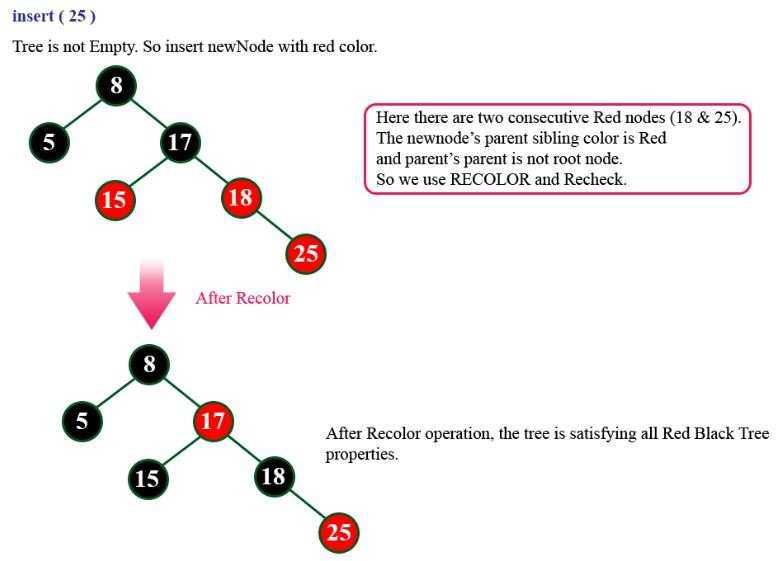 insert ( 25 )
Tree is not Empty. So insert newNode with red color.
8
5
17
15
18
25
Here there are two consecutive Red nodes (18 & 25).
The newnode's parent sibling color is Red
and parent's parent is not root node.
So we use RECOLOR and Recheck.
After Recolor
8
5
17
15
18
25
After Recolor operation, the tree is satisfying all Red Black Tree
properties.